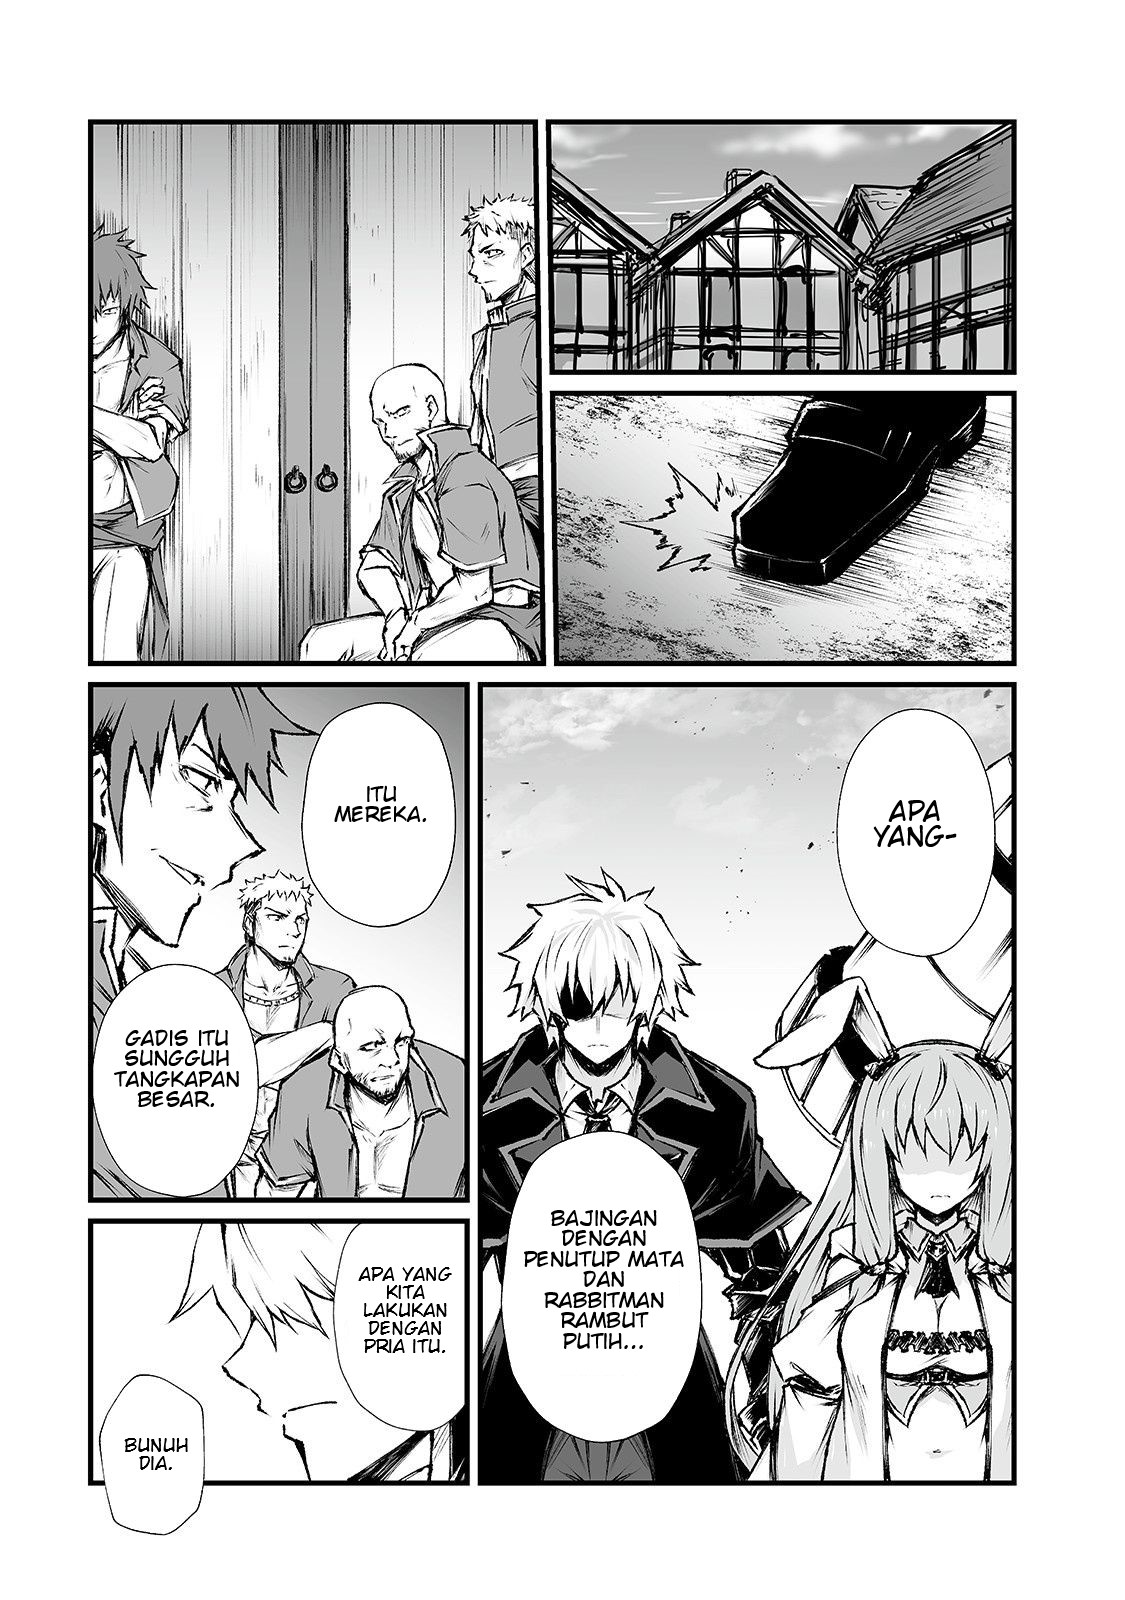 APA
YANG-
BAJINGAN
DENGAN
PENUTUP MATA
DAN
RABBITMAN
RAMBUT
PUTIH...
ITU
MEREKA.
GADIS ITU
SUNGGUH
TANGKAPAN
BESAR.
APA YANG
KITA
LAKUKAN
DENGAN
PRIA ITU.
BUNUH
DIA.